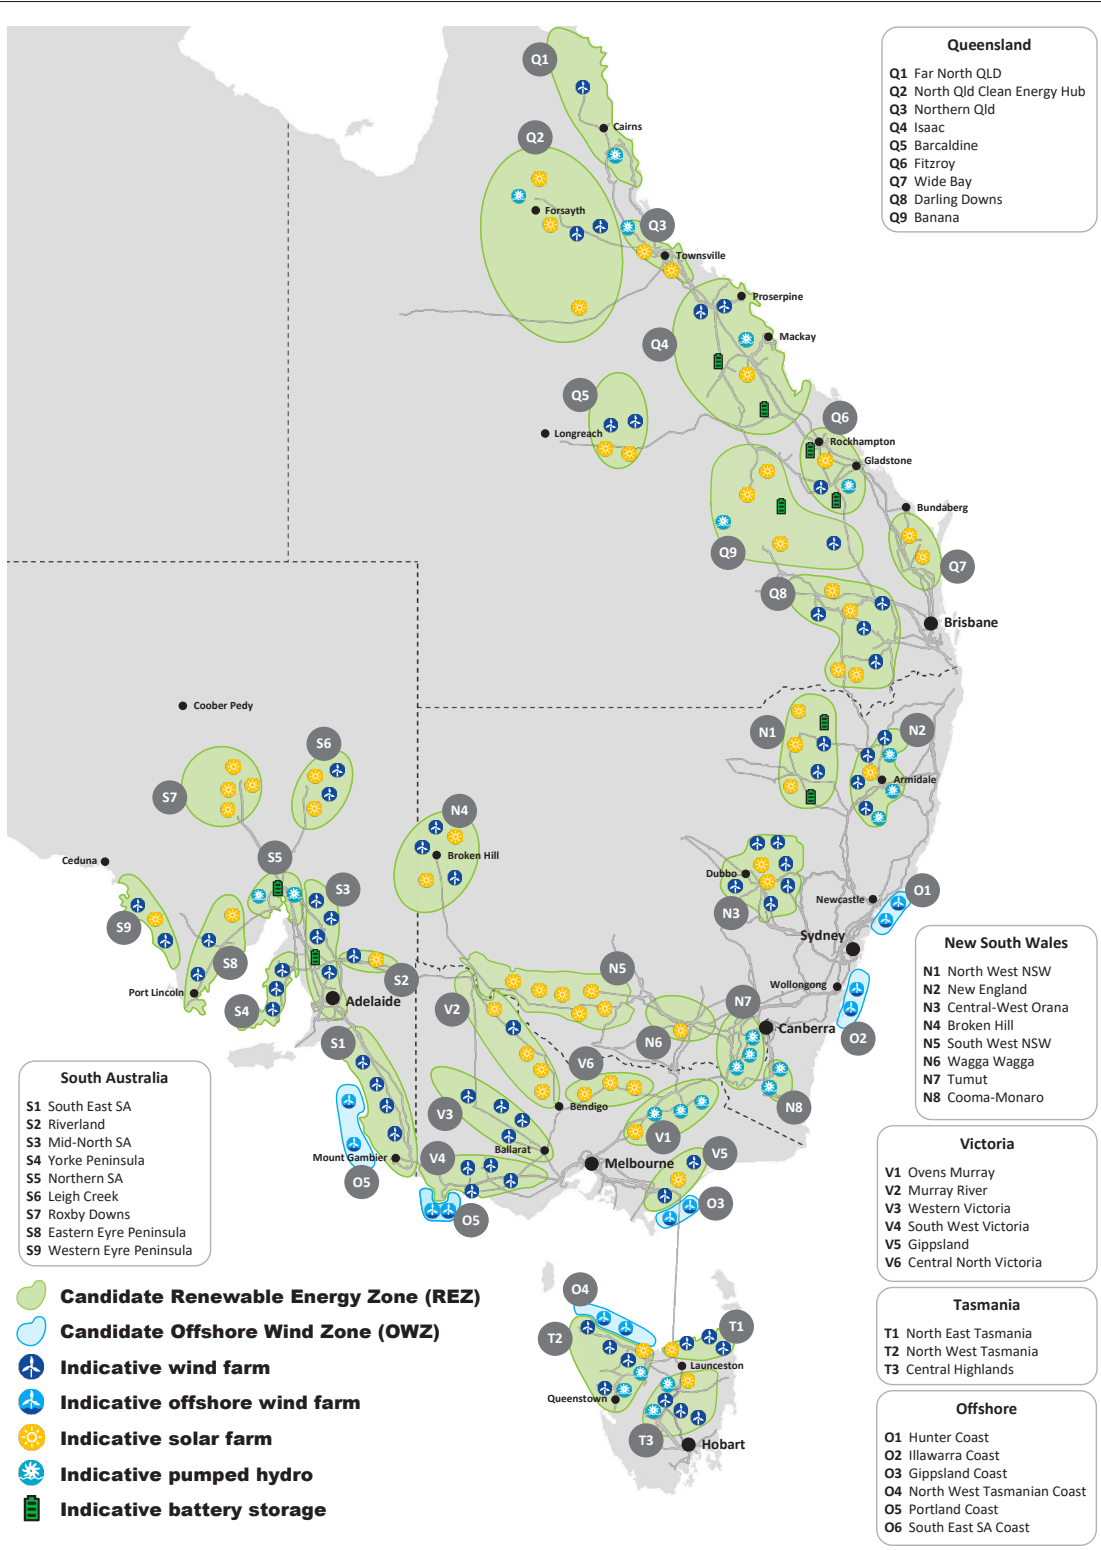 Q1
Q2
Cairns
Forsayth
Q3
Townsville
Proserpine
Q4
Mackay
Q5
Q6
Longreach
Rockhampton
Gladstone
Bundaberg
Q9
Q7
Q8
Brisbane
Coober Pedy
N1
N2
S6
S7
Armidale
N4
Broken Hill
Ceduna
S5
Dubbo
S3
Newcastle
O1
N3
S9
Sydney
S8
N5
S2
Port Lincoln
Wollongong
Adelaide
S4
V2
N7
Canberra
S1
N6
O2
V6
V3
Bendigo
N8
V1
Ballarat
Mount Gambier
V4
Melbourne
V5
O5
O3
O5
O4
T2
T1
Launceston
Queenstown
T3
Hobart
Queensland
Q1 Far North QLD
Q2 North Qld Clean Energy Hub
Q3 Northern Qld
Q4 Isaac
Q5 Barcaldine
Q6 Fitzroy
Q7 Wide Bay
Q8 Darling Downs
Q9 Banana
New South Wales
N1 North West NSW
N2 New England
N3 Central-West Orana
N4 Broken Hill
N5 South West NSW
N6 Wagga Wagga
N7 Tumut
N8 Cooma-Monaro
South Australia
S1 South East SA
S2 Riverland
S3 Mid-North SA
S4 Yorke Peninsula
S5 Northern SA
S6 Leigh Creek
S7 Roxby Downs
S8 Eastern Eyre Peninsula
S9 Western Eyre Peninsula
Victoria
V1 Ovens Murray
V2 Murray River
V3 Western Victoria
V4 South West Victoria
V5 Gippsland
V6 Central North Victoria
Tasmania
T1 North East Tasmania
T2 North West Tasmania
T3 Central Highlands
Offshore
O1 Hunter Coast
O2 Illawarra Coast
O3 Gippsland Coast
O4 North West Tasmanian Coast
O5 Portland Coast
O6 South East SA Coast
Candidate Renewable Energy Zone (REZ)
Candidate Offshore Wind Zone (OWZ)
Indicative wind farm
Indicative offshore wind farm
Indicative solar farm
Indicative pumped hydro
Indicative battery storage